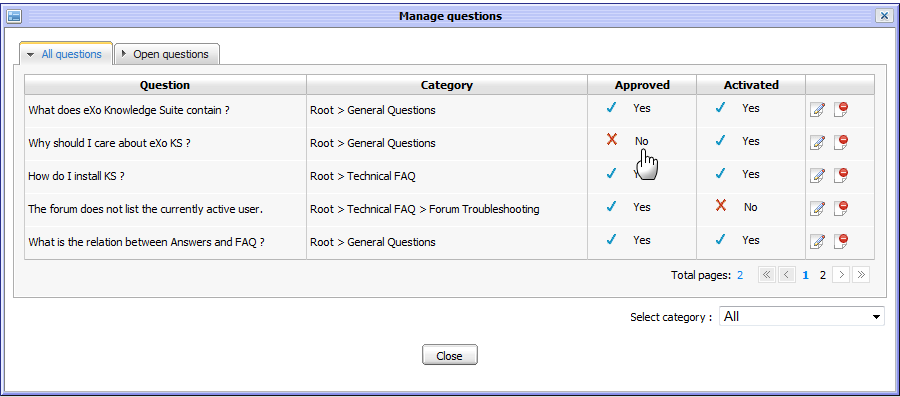 Manage questions
All questions Open questions
Question Category Approved Activated
What does eXo Knowledge Suite contain ? Root > General Questions Yes Yes
Why should I care about eXo KS ? Root > General Questions No Yes
How do I install KS ? Root > Technical FAQ Yes
The forum does not list the currently active user. Root > Technical FAQ > Forum Troubleshooting Yes No
What is the relation between Answers and FAQ ? Root > General Questions Yes Yes
Total pages: 2 1 2
Select category : All
Close